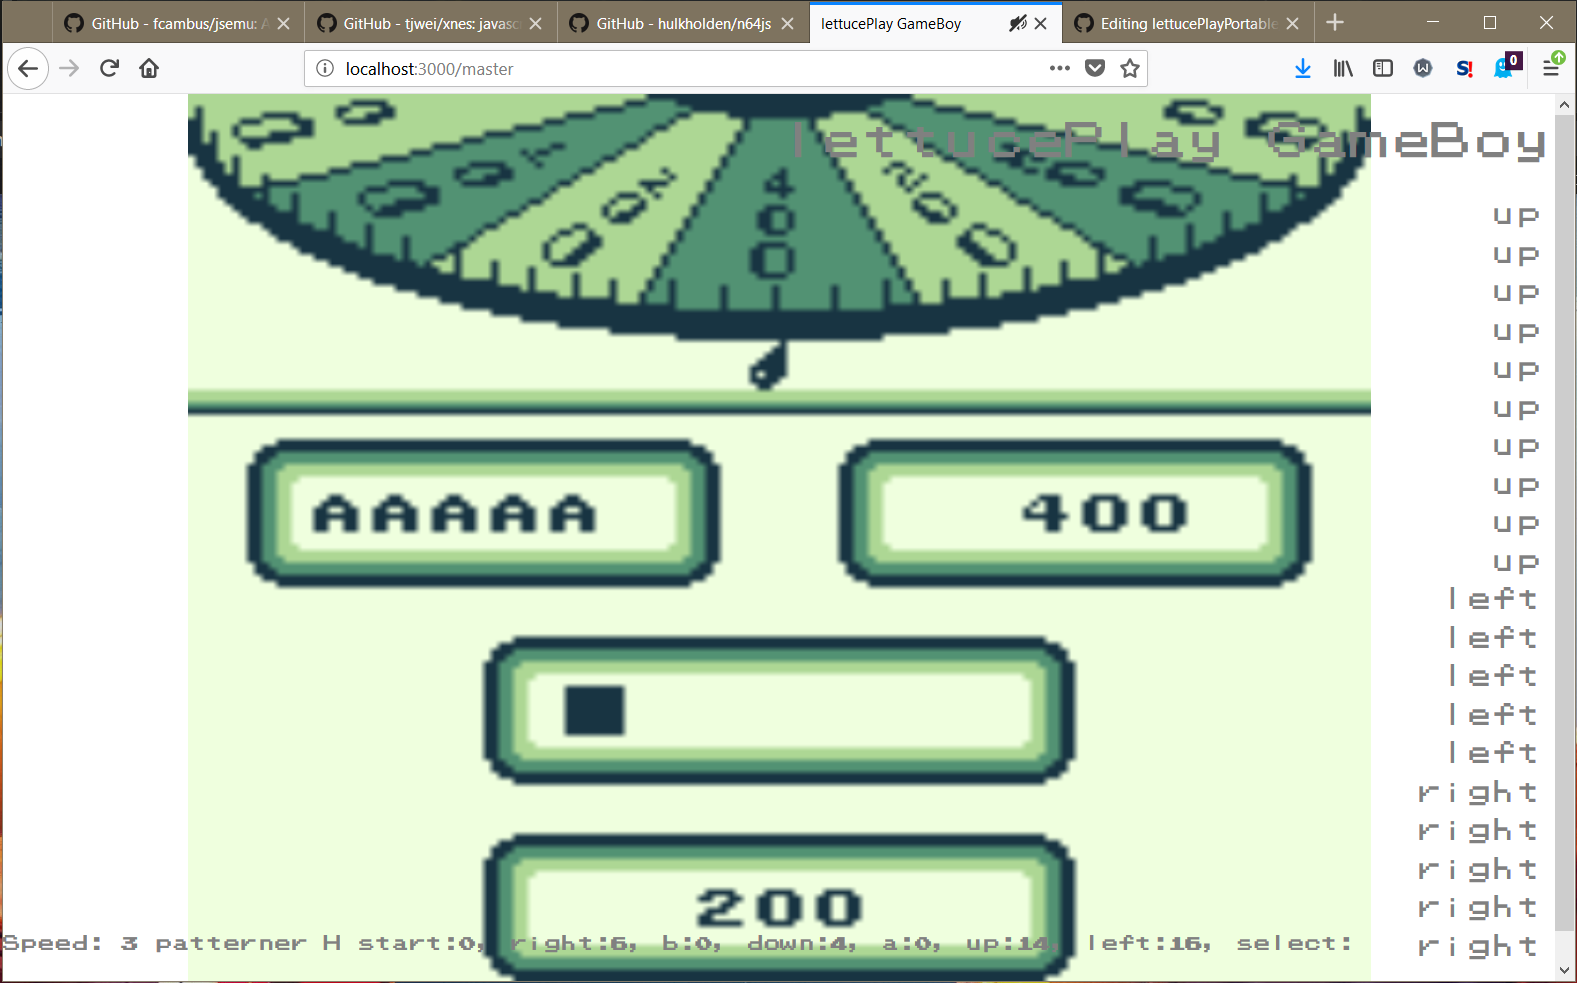 GitHub - fcambus/jsemu: A
GitHub - tjwei/xnes: javasc
GitHub - hulkholden/n64js
lettucePlay GameBoy
Editing lettucePlayPortable
localhost:3000/master
0
lettucePlay GameBoy
400
200
200
up
up
up
up
up
up
up
up
up
up
AAAAA
400
left
left
left
left
left
right
right
right
right
right
200
Speed: 3 patterner H start:0, right:6, b:0, down:4, a:0, up:14, left:16, select: